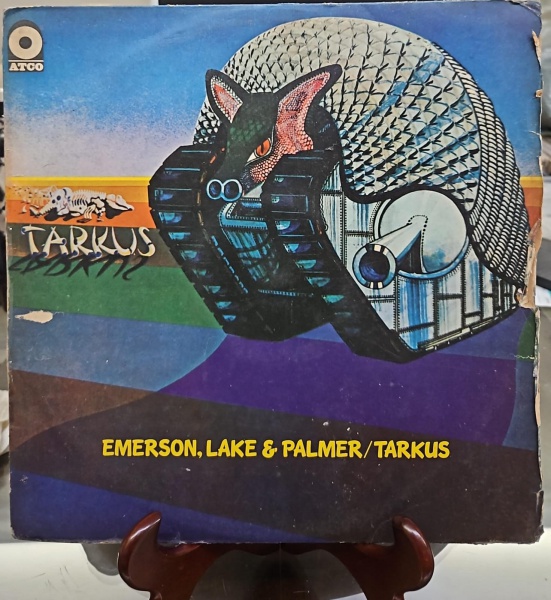 ATCO
TARKUS
EMERSON, LAKE & PALMER/TARKUS